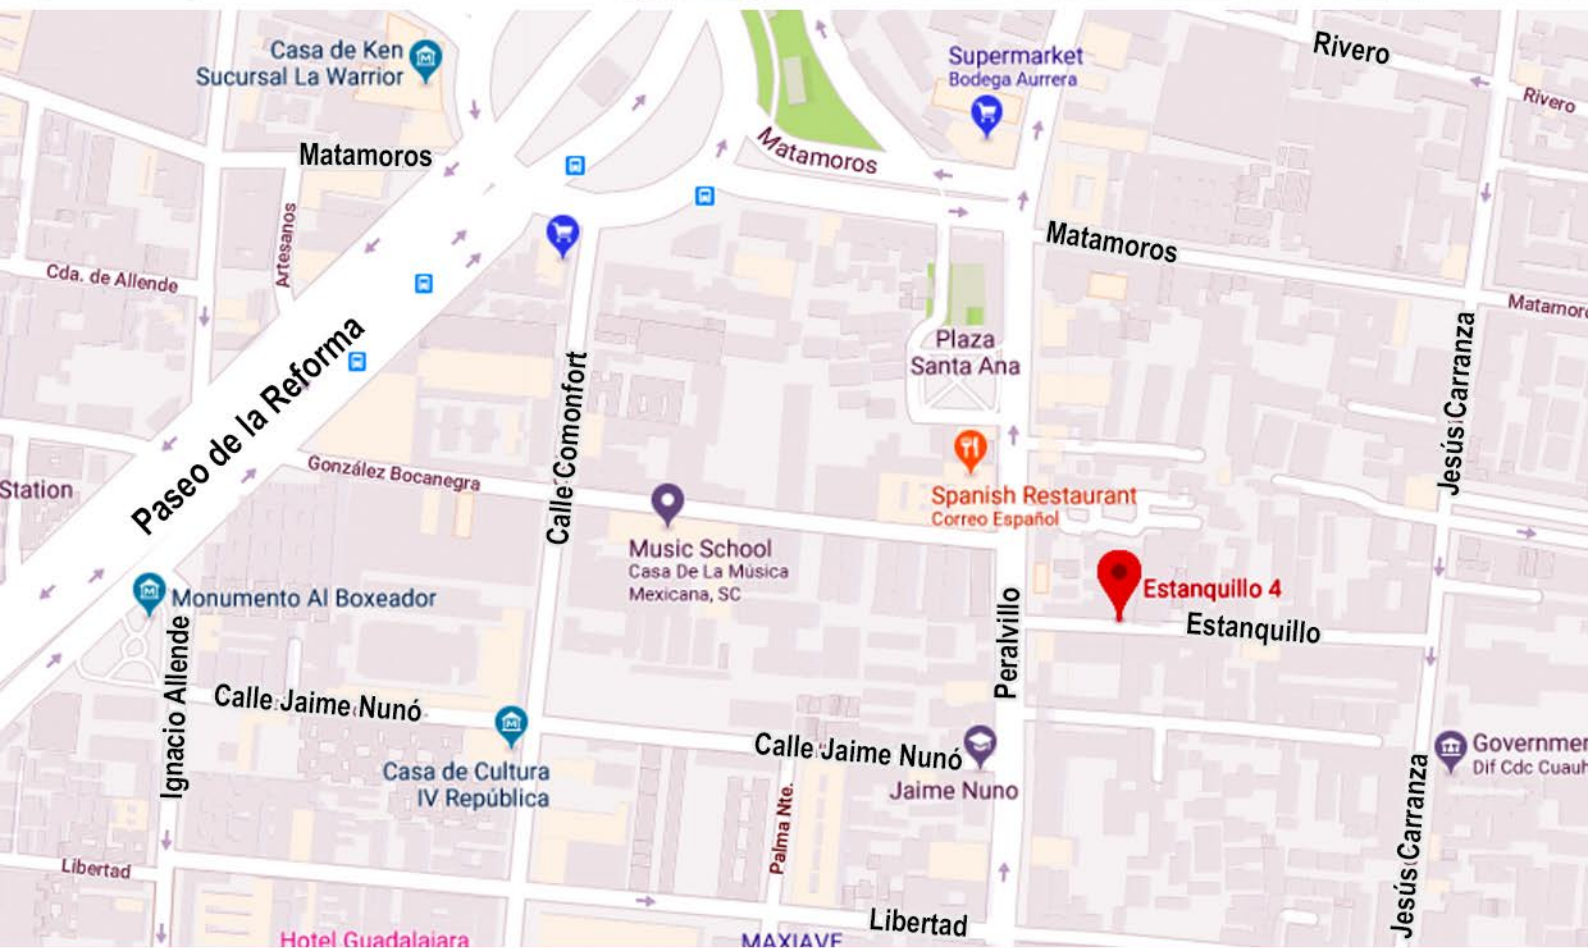 Casa de Ken
Sucursal La Warrior
Supermarket
Bodega Aurrera
Rivero
Rivero
Matamoros
Matamoros
Matamoros
Artesanos
Cda. de Allende
Paseo de la Reforma
Plaza
Santa Ana
Jesús Carranza
Calle Comonfort
González Bocanegra
Station
Spanish Restaurant
Correo Español
Music School
Casa De La Música
Mexicana, SC
Monumento Al Boxeador
Estanquillo 4
Estanquillo
Peralvillo
Ignacio Allende
Calle Jaime Nunó
Calle Jaime Nunó
Casa de Cultura
IV República
Jaime Nuno
Palma Nte.
Jesús Carranza
Libertad
Libertad
Hotel Guadalajara
MAXIAVE